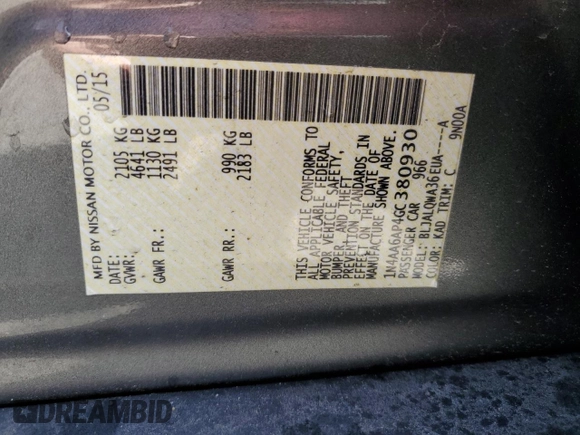 MFD BY NISSAN MOTOR CO., LTD.
DATE: 05/15
GVWR: 2105 KG
4641 LB
GAWR FR.: 1130 KG
2491 LB
GAWR RR.: 990 KG
2183 LB
THIS VEHICLE CONFORMS TO
ALL APPLICABLE FEDERAL
MOTOR VEHICLE SAFETY,
BUMPER, AND THEFT
PREVENTION STANDARDS IN
EFFECT ON THE DATE OF
MANUFACTURE SHOWN ABOVE.
1N4AA6AP4GC380930
PASSENGER CAR 966
MODEL: BLJALQWA36EUA----A
COLOR: KAD TRIM: C 9N00A
DREAMBID